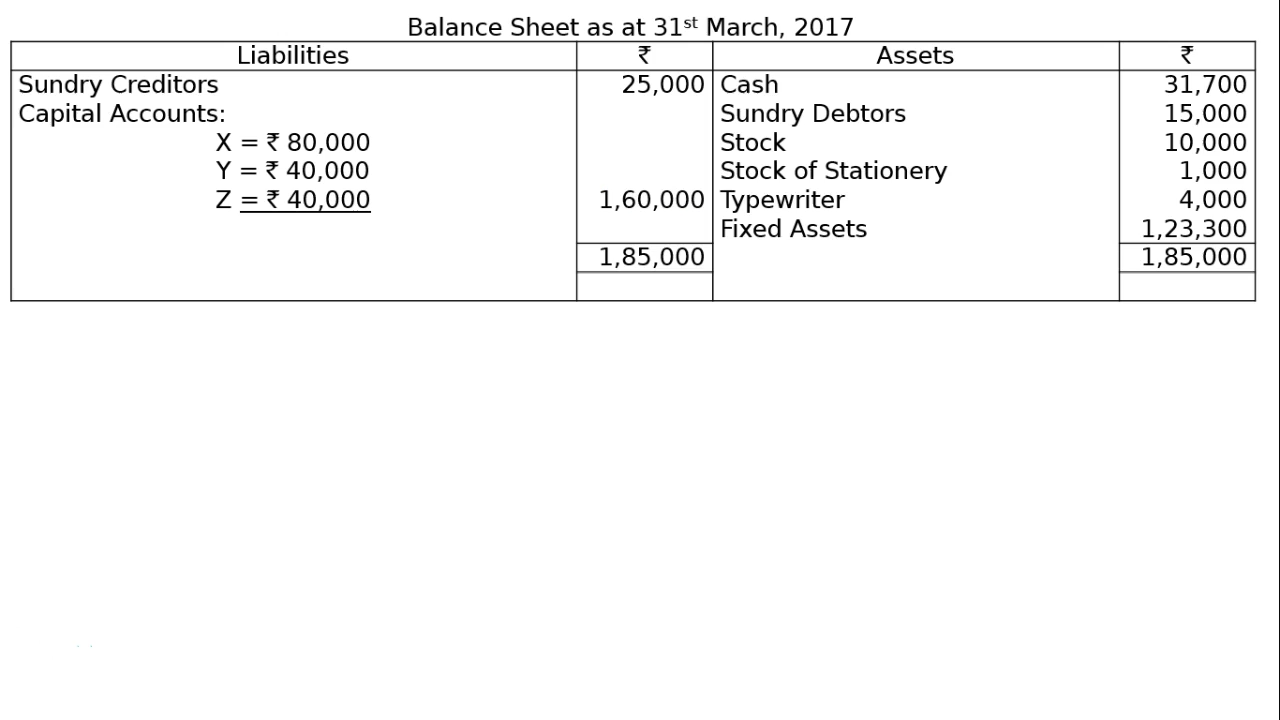 Balance Sheet as at 31st March, 2017
Liabilities ₹ Assets ₹
Sundry Creditors 25,000 Cash 31,700
Capital Accounts: Sundry Debtors 15,000
X = ₹ 80,000 Stock 10,000
Y = ₹ 40,000 Stock of Stationery 1,000
Z = ₹ 40,000 1,60,000 Typewriter 4,000
Fixed Assets 1,23,300
1,85,000 1,85,000